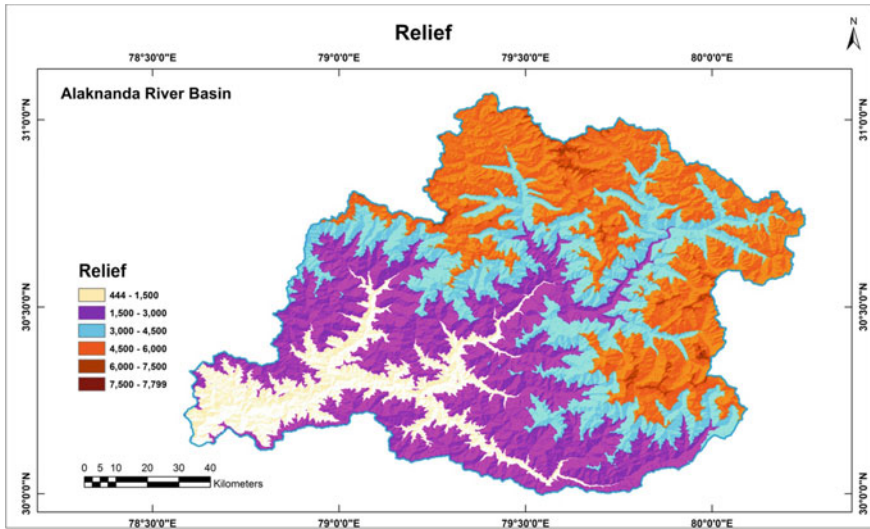 Relief
N
78°30'0"E 79°0'0"E 79°30'0"E 80°0'0"E
Alaknanda River Basin
31°0'0"N
31°0'0"N
30°30'0"N
30°30'0"N
30°0'0"N
30°0'0"N
Relief
444 - 1,500
1,500 - 3,000
3,000 - 4,500
4,500 - 6,000
6,000 - 7,500
7,500 - 7,799
0 5 10 20 30 40
Kilometers
78°30'0"E 79°0'0"E 79°30'0"E 80°0'0"E